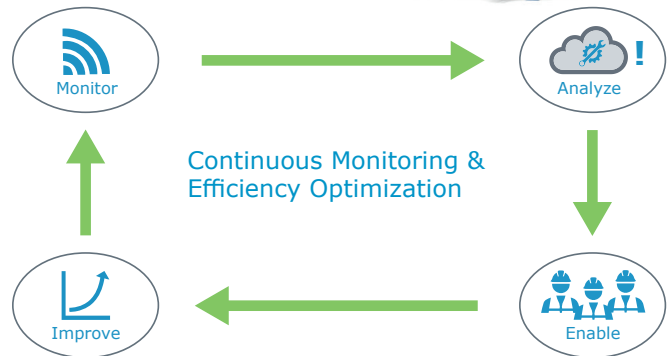 Monitor
!
Analyze
Continuous Monitoring &
Efficiency Optimization
Improve
Enable